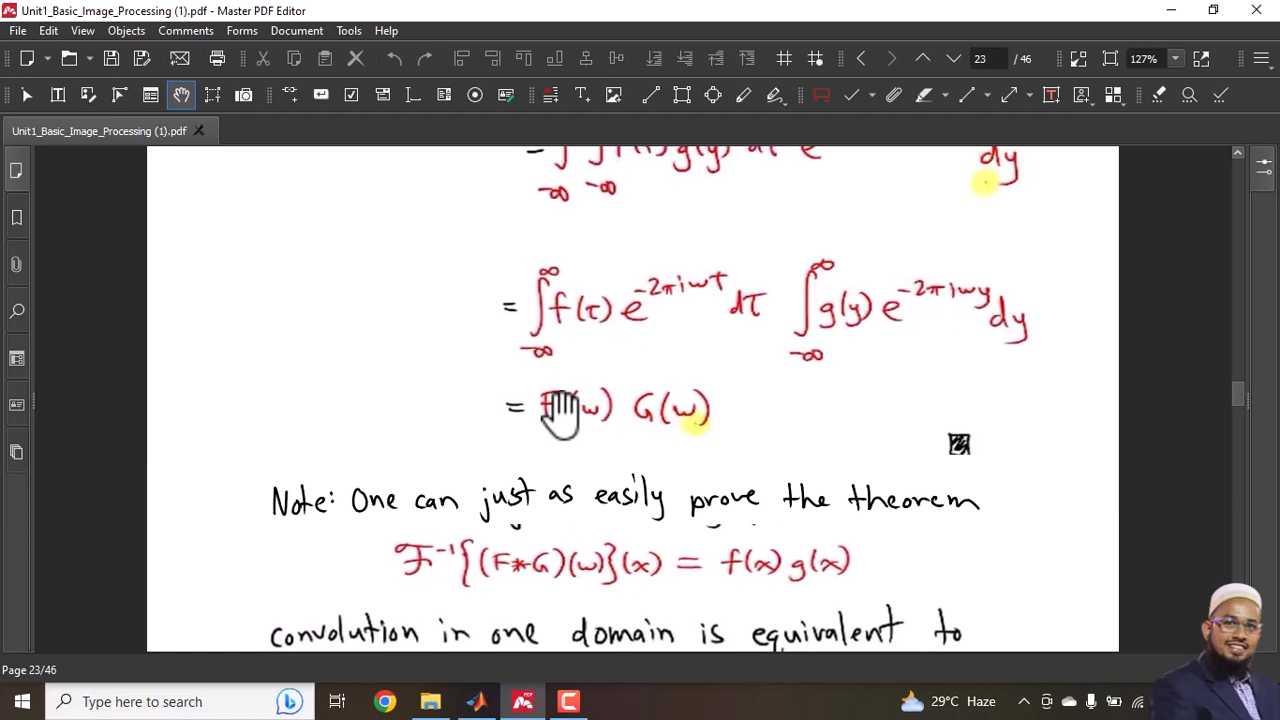 Unit1_Basic_Image_Processing (1).pdf - Master PDF Editor
File Edit View Objects Comments Forms Document Tools Help
23 / 46 127%
Unit1_Basic_Image_Processing (1).pdf
-∞ -∞ dy
= ∫_{-∞}^{∞} f(τ) e^{-2πiwτ} dτ ∫_{-∞}^{∞} g(y) e^{-2πiwy} dy
= F(w) G(w)
Note: One can just as easily prove the theorem
F⁻¹{(F*G)(w)}(x) = f(x) g(x)
convolution in one domain is equivalent to
Page 23/46
Type here to search 29°C Haze